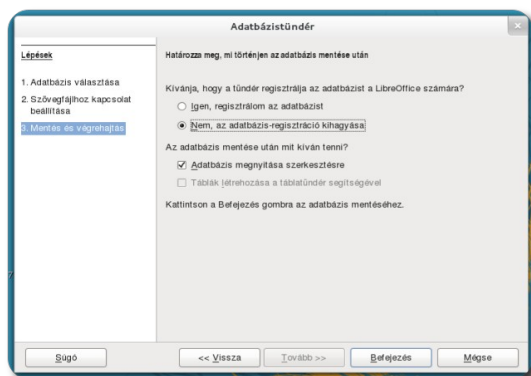 Adatbázistündér
Lépések
1. Adatbázis választása
2. Szövegfájlhoz kapcsolat
beállítása
3. Mentés és végrehajtás
Határozza meg, mi történjen az adatbázis mentése után
Kívánja, hogy a tündér regisztrálja az adatbázist a LibreOffice számára?
Igen, regisztrálom az adatbázist
Nem, az adatbázis-regisztráció kihagyása
Az adatbázis mentése után mit kíván tenni?
Adatbázis megnyitása szerkesztésre
Táblák létrehozása a táblatündér segítségével
Kattintson a Befejezés gombra az adatbázis mentéséhez.
Súgó
<< Vissza
Tovább >>
Befejezés
Mégse